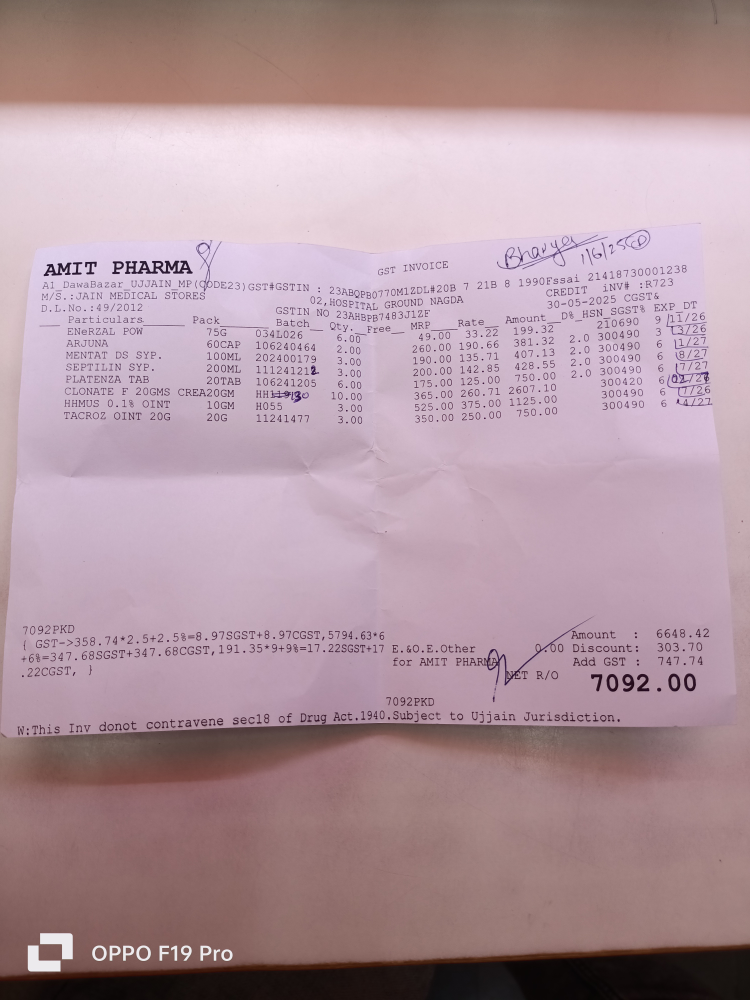 Bharya
1/6/25
AMIT PHARMA
GST INVOICE
A1_DawaBazar_UJJAIN_MP(CODE23)GST#GSTIN : 23ABQPB0770M1ZDL#20B 7 21B 8 1990Fssai 21418730001238
M/S.:JAIN MEDICAL STORES 02,HOSPITAL GROUND NAGDA CREDIT iNV# :R723
D.L.No.:49/2012 GSTIN NO 23AHBPB7483J1ZF 30-05-2025 CGST&
Particulars Pack Batch Qty. Free MRP Rate Amount D%_HSN_SGST% EXP_DT
ENeRZAL POW 75G 034L026 6.00 49.00 33.22 199.32 210690 9 11/26
ARJUNA 60CAP 106240464 2.00 260.00 190.66 381.32 2.0 300490 3 /26
MENTAT DS SYP. 100ML 202400179 3.00 190.00 135.71 407.13 2.0 300490 6 1/27
SEPTILIN SYP. 200ML 111241212 3.00 200.00 142.85 428.55 2.0 300490 6 8/27
PLATENZA TAB 20TAB 106241205 6.00 175.00 125.00 750.00 2.0 300490 6 7/27
CLONATE F 20GMS CREA20GM 10.00 365.00 260.71 2607.10 300420 6
HHMUS 0.1% OINT 10GM H055 3.00 525.00 375.00 1125.00 300490 6 7/26
TACROZ OINT 20G 20G 11241477 3.00 350.00 250.00 750.00 300490 6 4/27
7092PKD
{ GST->358.74*2.5+2.5%=8.97SGST+8.97CGST,5794.63*6
+6%=347.68SGST+347.68CGST,191.35*9+9%=17.22SGST+17
.22CGST, }
Amount : 6648.42
E.&O.E.Other 0.00 Discount: 303.70
for AMIT PHARMA Add GST : 747.74
NET R/O 7092.00
7092PKD
W:This Inv donot contravene sec18 of Drug Act.1940.Subject to Ujjain Jurisdiction.
OPPO F19 Pro